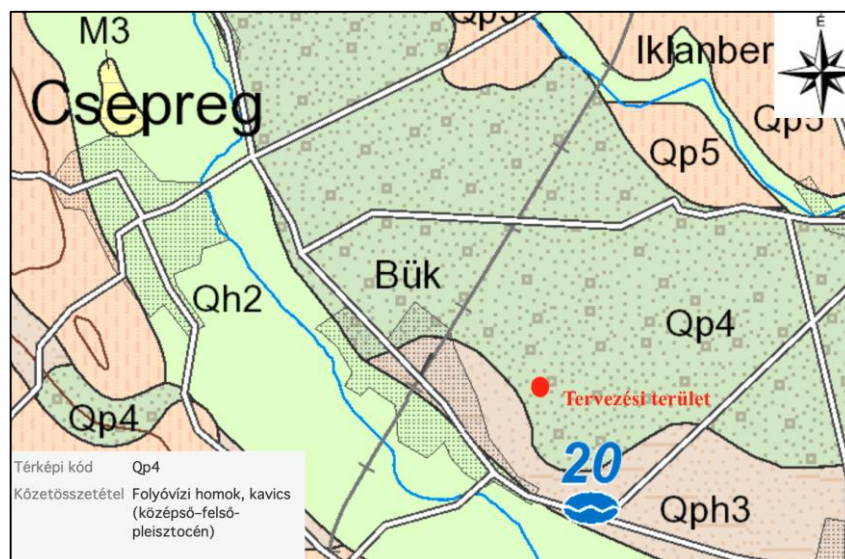 Qp5
É
M3
Iklanber
Csepreg
Qp5
Qp5
Bük
Qh2
Qp4
Tervezési terület
Qp4
20
Térképi kód Qp4
Kőzetösszetétel Folyóvízi homok, kavics
(középső–felső-
pleisztocén)
Qph3